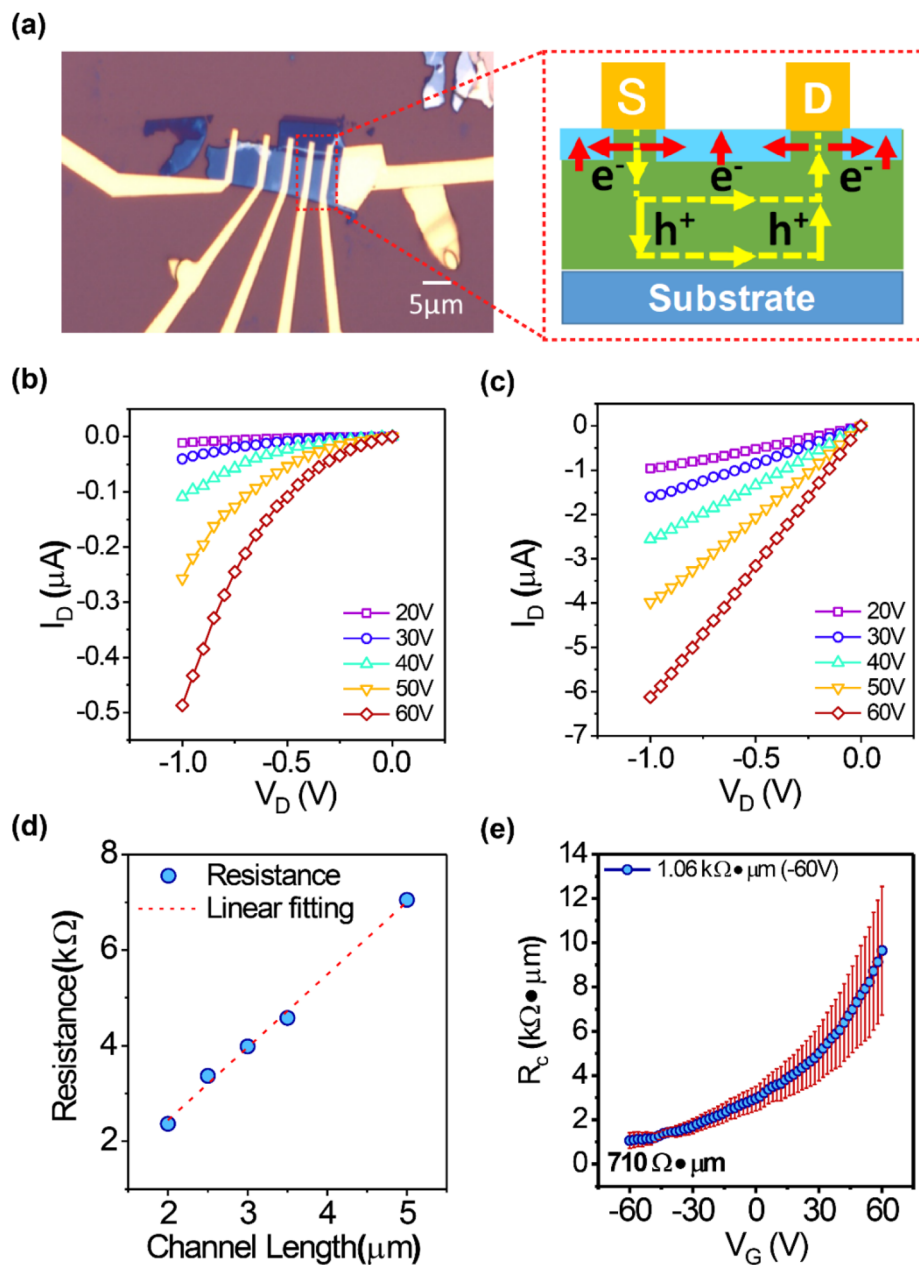 (a)
5μm
S
D
e-
e-
e-
h+
h+
Substrate
(b)
0.0
-0.1
-0.2
-0.3
-0.4
-0.5
I_D (μA)
20V
30V
40V
50V
60V
-1.0
-0.5
0.0
V_D (V)
(c)
0
-1
-2
-3
-4
-5
-6
-7
I_D (μA)
20V
30V
40V
50V
60V
-1.0
-0.5
0.0
V_D (V)
(d)
8
6
4
2
Resistance(kΩ)
Resistance
Linear fitting
2
3
4
5
Channel Length(μm)
(e)
14
12
10
8
6
4
2
0
R_c (kΩ•μm)
1.06 kΩ•μm (-60V)
710 Ω•μm
-60
-30
0
30
60
V_G (V)